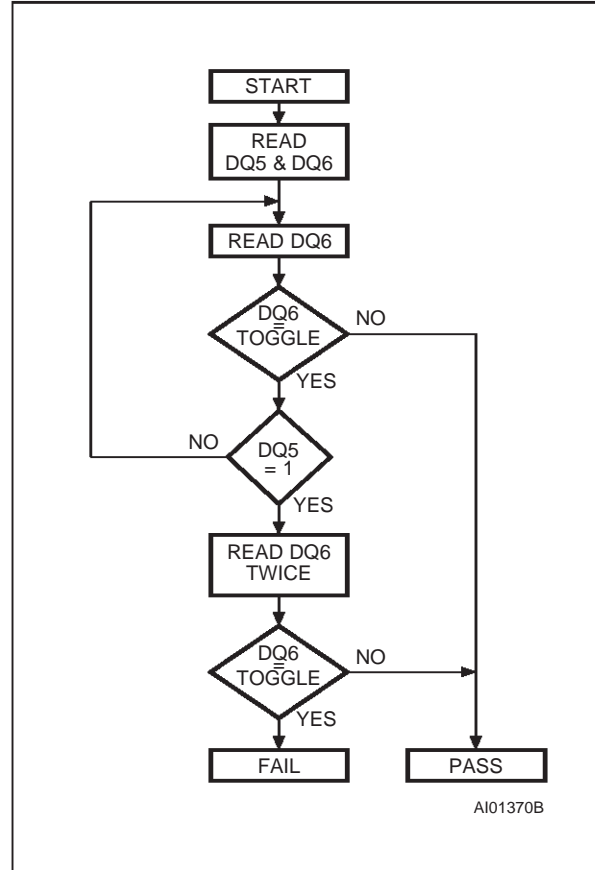 START
READ
DQ5 & DQ6
READ DQ6
DQ6
=
TOGGLE
NO
YES
NO
DQ5
= 1
YES
READ DQ6
TWICE
DQ6
=
TOGGLE
NO
YES
FAIL
PASS
AI01370B